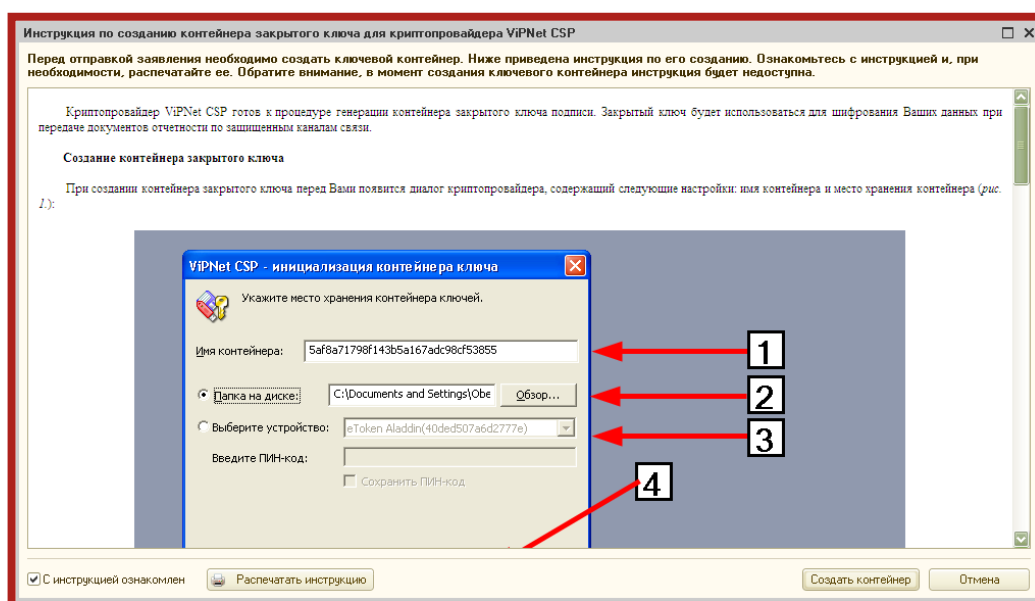 Инструкция по созданию контейнера закрытого ключа для криптопровайдера ViPNet CSP
Перед отправкой заявления необходимо создать ключевой контейнер. Ниже приведена инструкция по его созданию. Ознакомьтесь с инструкцией и, при
необходимости, распечатайте ее. Обратите внимание, в момент создания ключевого контейнера инструкция будет недоступна.
Криптопровайдер ViPNet CSP готов к процедуре генерации контейнера закрытого ключа подписи. Закрытый ключ будет использоваться для шифрования Ваших данных при
передаче документов отчетности по защищенным каналам связи.
Создание контейнера закрытого ключа
При создании контейнера закрытого ключа перед Вами появится диалог криптопровайдера, содержащий следующие настройки: имя контейнера и место хранения контейнера (рис.
1.):
ViPNet CSP - инициализация контейнера ключа
Укажите место хранения контейнера ключей.
Имя контейнера: 5af8a71798f143b5a167adc98cf53855
1
Папка на диске: C:\Documents and Settings\Obe Обзор...
2
Выберите устройство: eToken Aladdin(40ded507a6d2777e)
3
Введите ПИН-код:
Сохранить ПИН-код
4
С инструкцией ознакомлен Распечатать инструкцию Создать контейнер Отмена